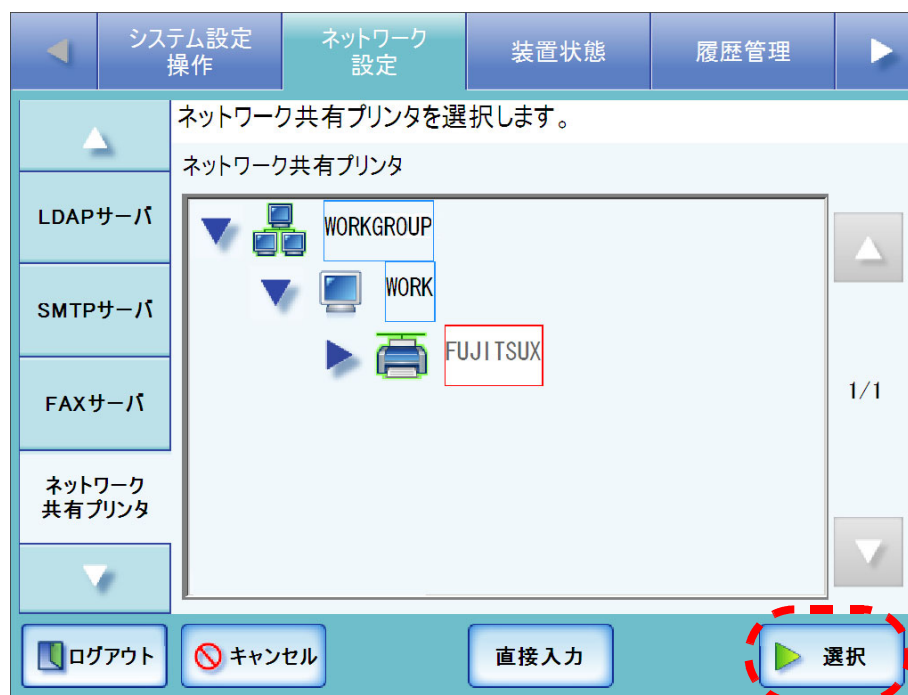 システム設定
操作
ネットワーク
設定
装置状態
履歴管理
ネットワーク共有プリンタを選択します。
ネットワーク共有プリンタ
LDAPサーバ
SMTPサーバ
FAXサーバ
ネットワーク
共有プリンタ
WORKGROUP
WORK
FUJITSUX
1/1
ログアウト
キャンセル
直接入力
選択